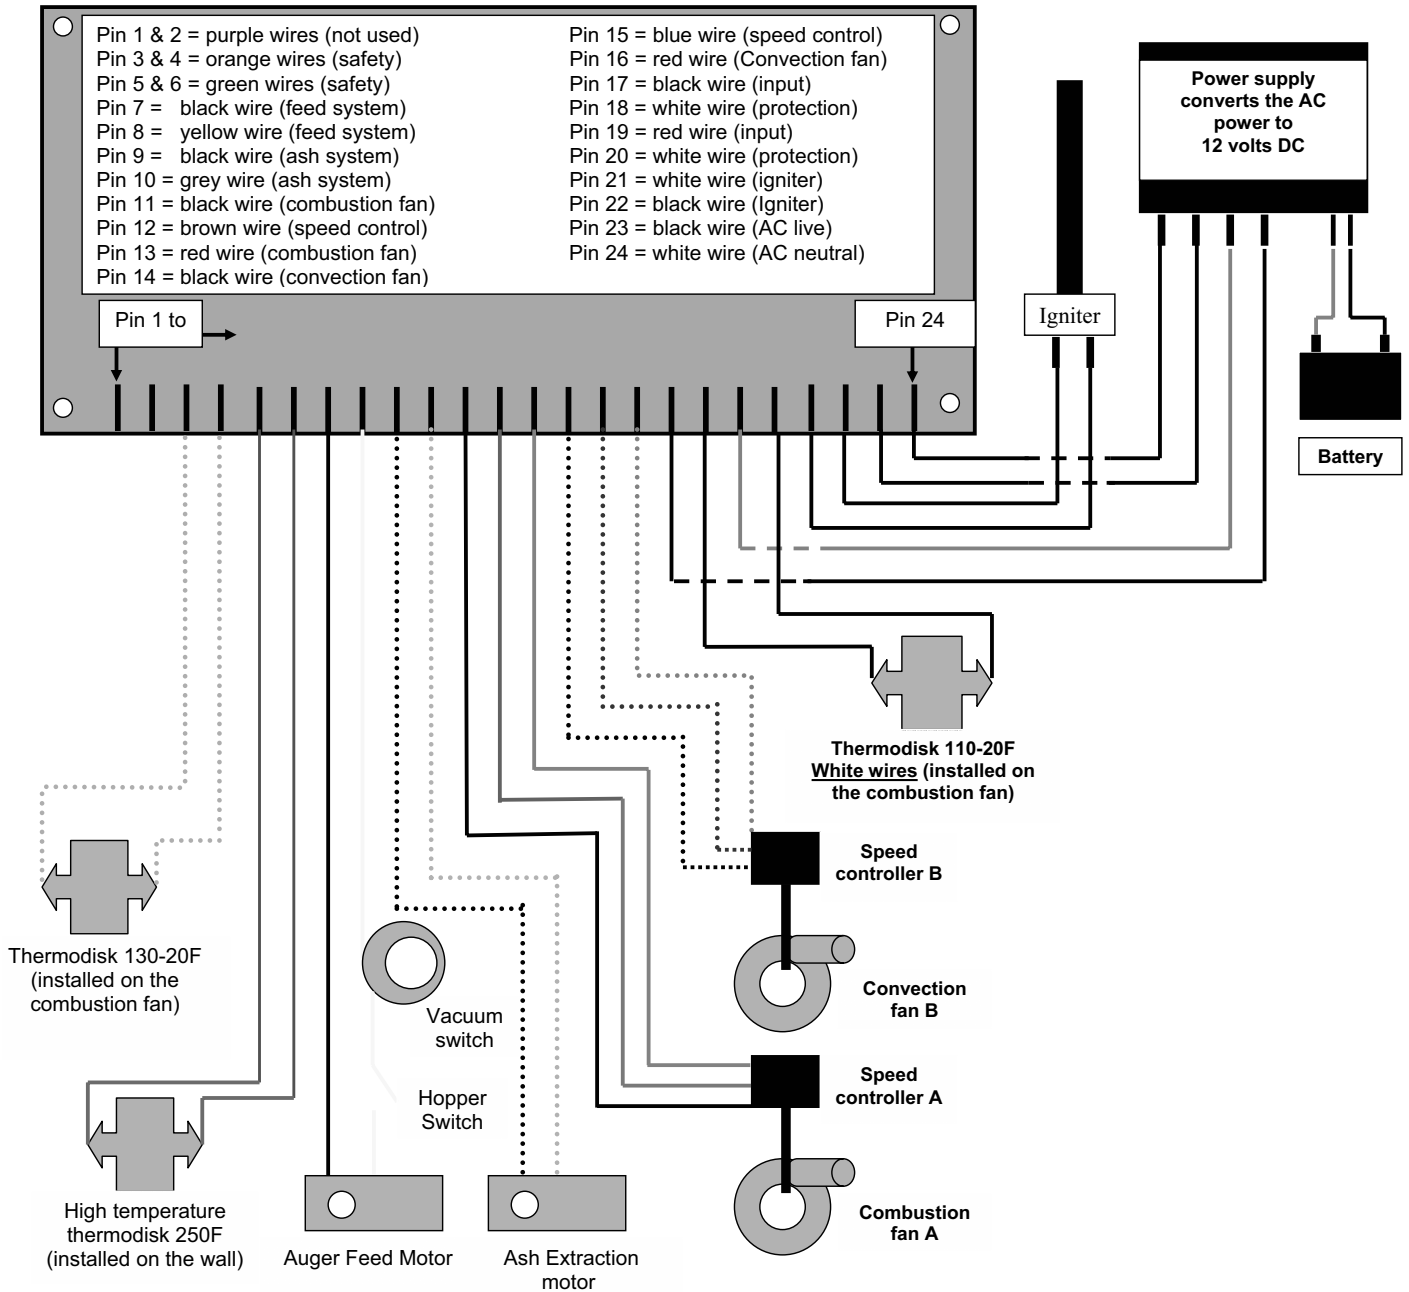 Pin 1 & 2 = purple wires (not used)
Pin 3 & 4 = orange wires (safety)
Pin 5 & 6 = green wires (safety)
Pin 7 = black wire (feed system)
Pin 8 = yellow wire (feed system)
Pin 9 = black wire (ash system)
Pin 10 = grey wire (ash system)
Pin 11 = black wire (combustion fan)
Pin 12 = brown wire (speed control)
Pin 13 = red wire (combustion fan)
Pin 14 = black wire (convection fan)
Pin 15 = blue wire (speed control)
Pin 16 = red wire (Convection fan)
Pin 17 = black wire (input)
Pin 18 = white wire (protection)
Pin 19 = red wire (input)
Pin 20 = white wire (protection)
Pin 21 = white wire (igniter)
Pin 22 = black wire (Igniter)
Pin 23 = black wire (AC live)
Pin 24 = white wire (AC neutral)
Pin 1 to
Pin 24
Power supply
converts the AC
power to
12 volts DC
Igniter
Battery
Thermodisk 110-20F
White wires (installed on
the combustion fan)
Speed
controller B
Convection
fan B
Speed
controller A
Combustion
fan A
Thermodisk 130-20F
(installed on the
combustion fan)
Vacuum
switch
Hopper
Switch
High temperature
thermodisk 250F
(installed on the wall)
Auger Feed Motor
Ash Extraction
motor